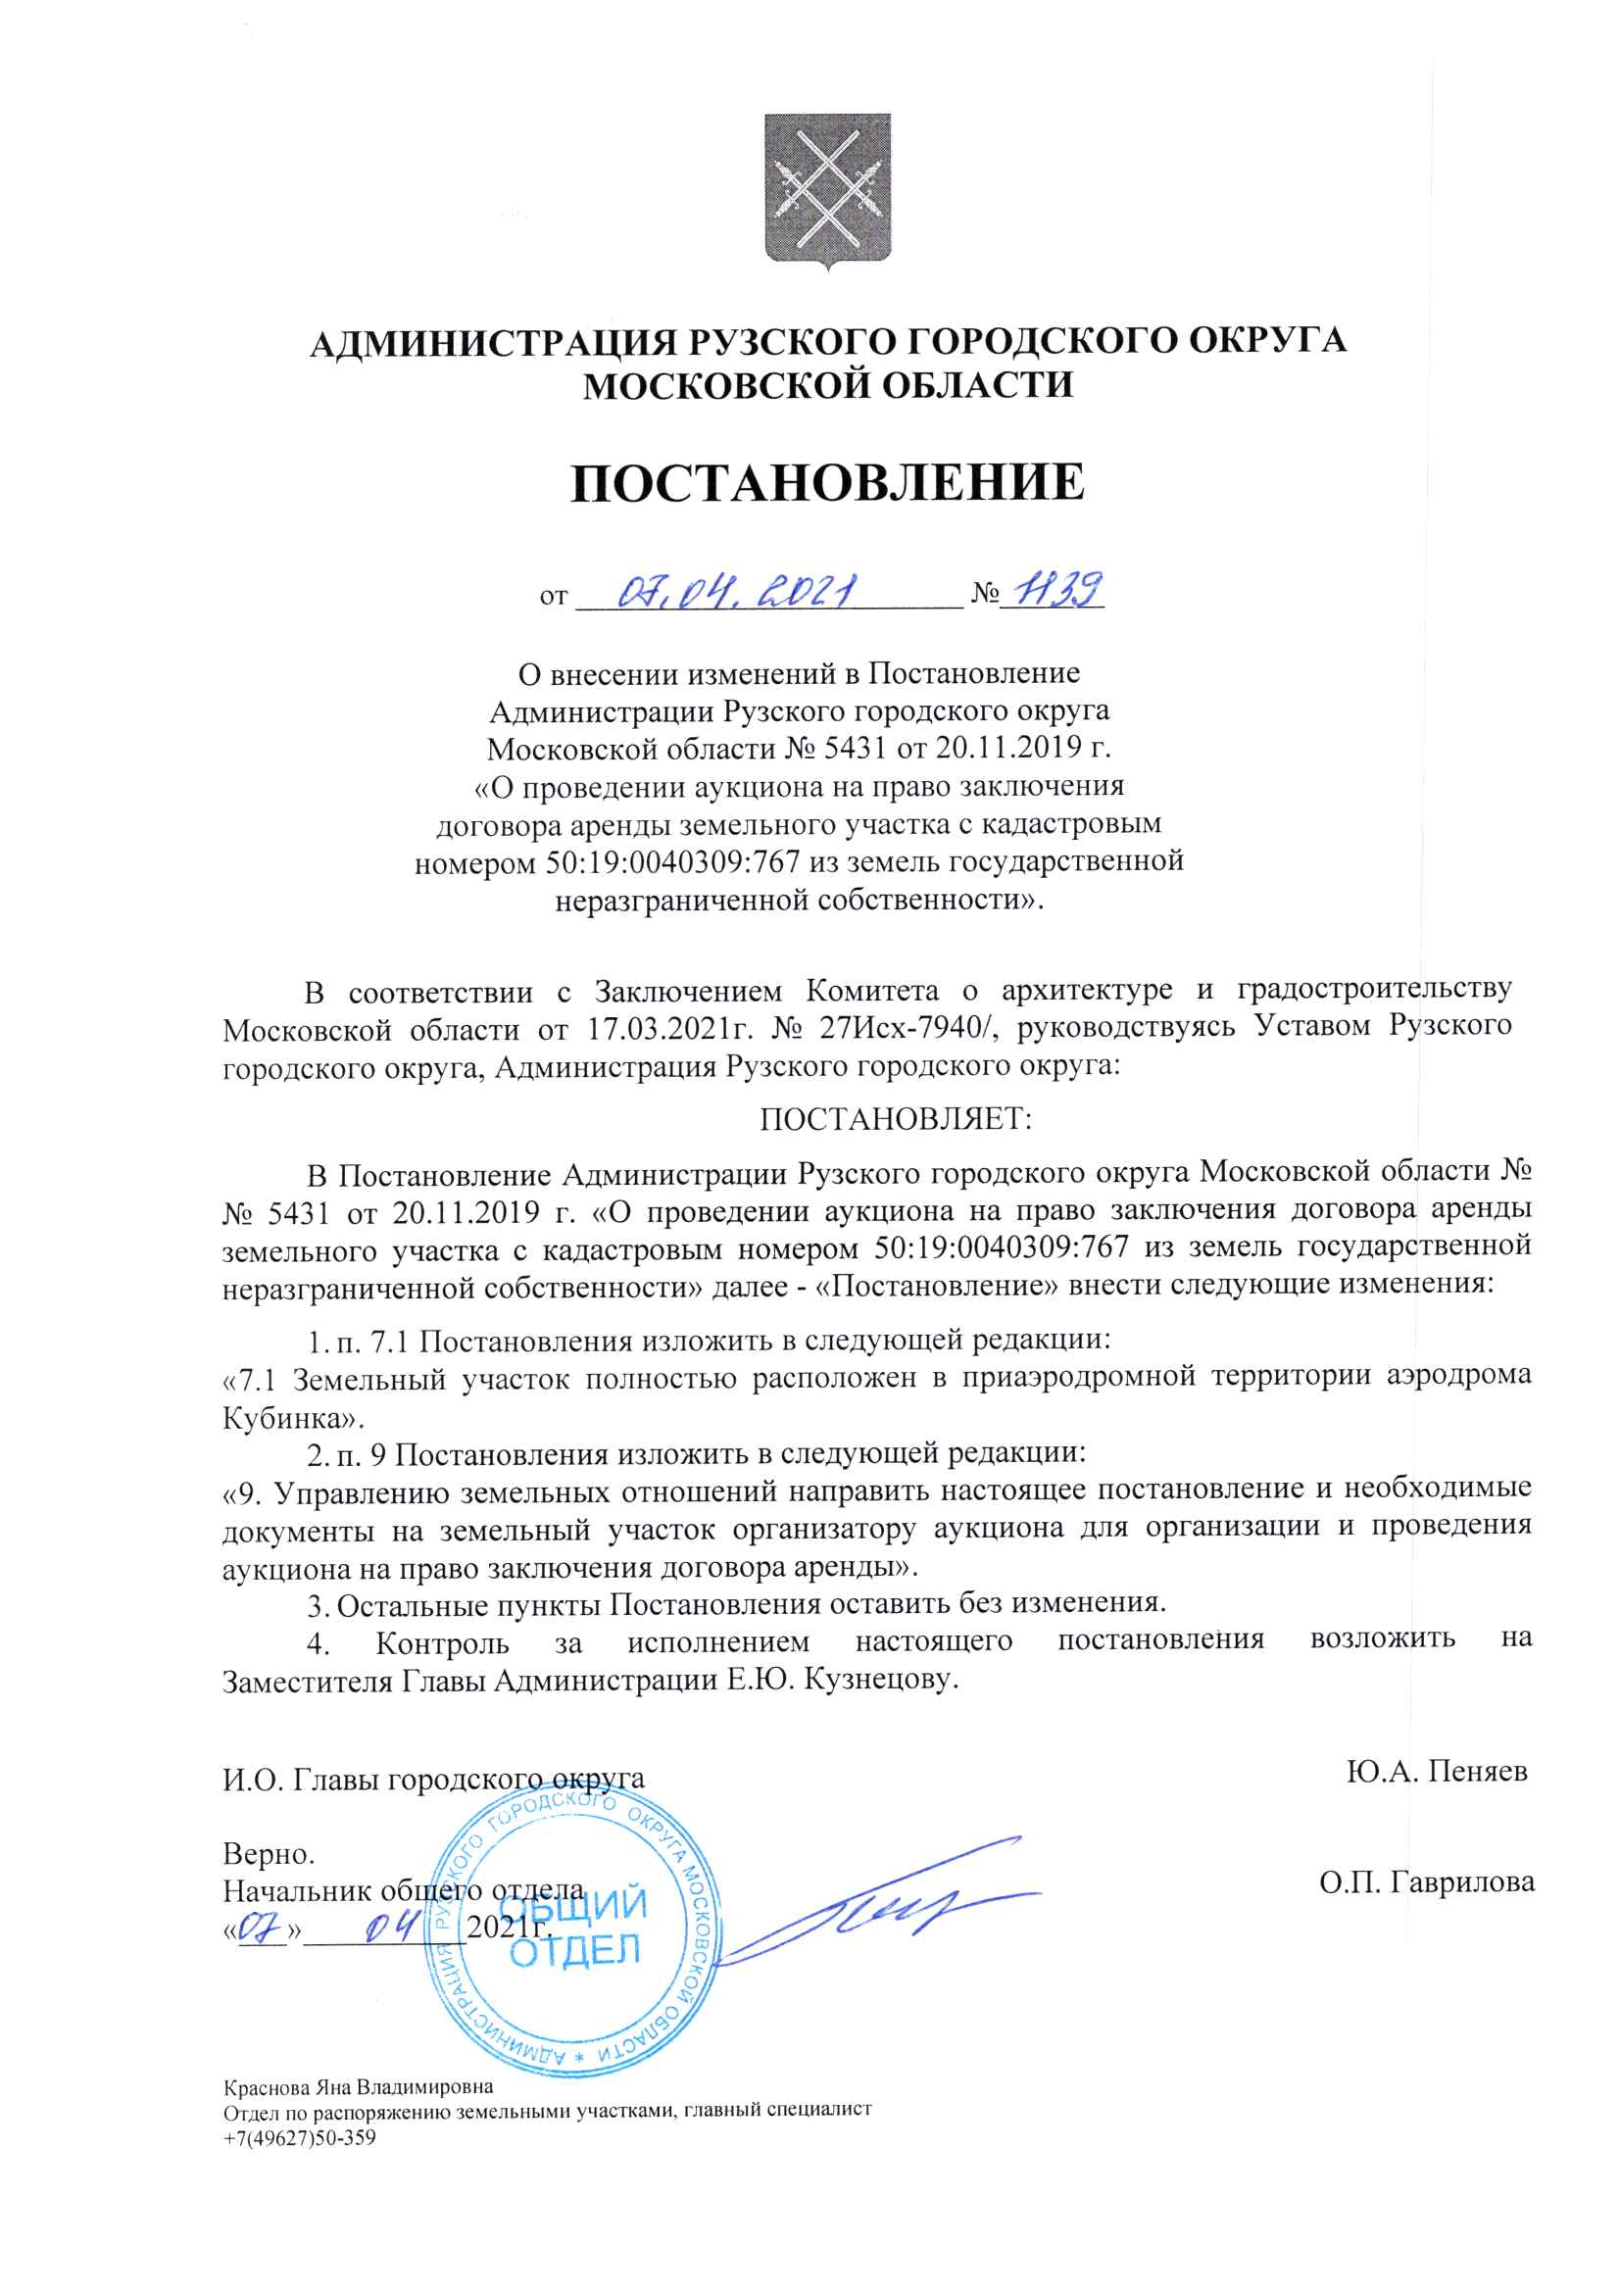 АДМИНИСТРАЦИЯ РУЗСКОГО ГОРОДСКОГО ОКРУГА
МОСКОВСКОЙ ОБЛАСТИ
ПОСТАНОВЛЕНИЕ
от 07.04.2021 № 1139
О внесении изменений в Постановление
Администрации Рузского городского округа
Московской области № 5431 от 20.11.2019 г.
«О проведении аукциона на право заключения
договора аренды земельного участка с кадастровым
номером 50:19:0040309:767 из земель государственной
неразграниченной собственности».
В соответствии с Заключением Комитета о архитектуре и градостроительству
Московской области от 17.03.2021г. № 27Исх-7940/, руководствуясь Уставом Рузского
городского округа, Администрация Рузского городского округа:
ПОСТАНОВЛЯЕТ:
В Постановление Администрации Рузского городского округа Московской области №
№ 5431 от 20.11.2019 г. «О проведении аукциона на право заключения договора аренды
земельного участка с кадастровым номером 50:19:0040309:767 из земель государственной
неразграниченной собственности» далее - «Постановление» внести следующие изменения:
1. п. 7.1 Постановления изложить в следующей редакции:
«7.1 Земельный участок полностью расположен в приаэродромной территории аэродрома
Кубинка».
2. п. 9 Постановления изложить в следующей редакции:
«9. Управлению земельных отношений направить настоящее постановление и необходимые
документы на земельный участок организатору аукциона для организации и проведения
аукциона на право заключения договора аренды».
3. Остальные пункты Постановления оставить без изменения.
4. Контроль за исполнением настоящего постановления возложить на
Заместителя Главы Администрации Е.Ю. Кузнецову.
И.О. Главы городского округа Ю.А. Пеняев
Верно.
Начальник общего отдела О.П. Гаврилова
«07» 04 2021г.
АДМИНИСТРАЦИЯ РУЗСКОГО ГОРОДСКОГО ОКРУГА МОСКОВСКОЙ ОБЛАСТИ *
ОБЩИЙ
ОТДЕЛ
Краснова Яна Владимировна
Отдел по распоряжению земельными участками, главный специалист
+7(49627)50-359